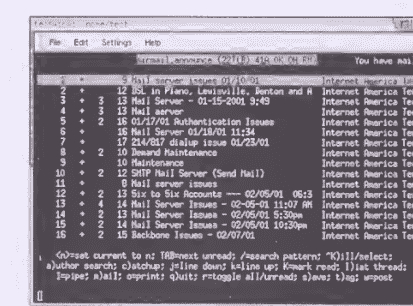 File Edit Settings Help
You have mai
1 + 9 Mail server issues 01/10/01 Internet America Te
2 + 12 DSL in Plano, Lewisville, Denton and A Internet America Te
3 + 3 13 Mail Server - 01-15-2001 9:49 Internet America Te
4 + 3 13 Mail server Internet America Te
5 + 2 16 01/17/01 Authentication Issues Internet America Te
6 + 16 Mail Server 01/18/01 11:34 Internet America Te
7 + 17 214/817 dialup issue 01/23/01 Internet America Te
8 + 2 10 Demand Maintenance Internet America Te
9 + 10 Maintenance Internet America Te
10 + 2 12 SMTP Mail Server (Send Mail) Internet America Te
11 + 8 Mail server issues Internet America Te
12 + 2 13 Six to Six Accounts --- 02/05/01 06:3 Internet America Te
13 + 4 14 Mail Server Issues - 02-05-01 11:07 AM Internet America Te
14 + 2 13 Mail Server Issues - 02/05/01 5:30pm Internet America Te
15 + 2 14 Mail Server Issues - 02/05/01 10:30pm Internet America Te
16 + 2 15 Backbone Issues - 02/07/01 Internet America Te
<n>=set current to n; TAB=next unread; /=search pattern; ^K)ill/select;
a)uthor search; c)atchup; j=line down; k=line up; K=mark read; l)ist thread;
|=pipe; m)ail; o=print; q)uit; r=toggle all/unread; s)ave; t)ag; w=post